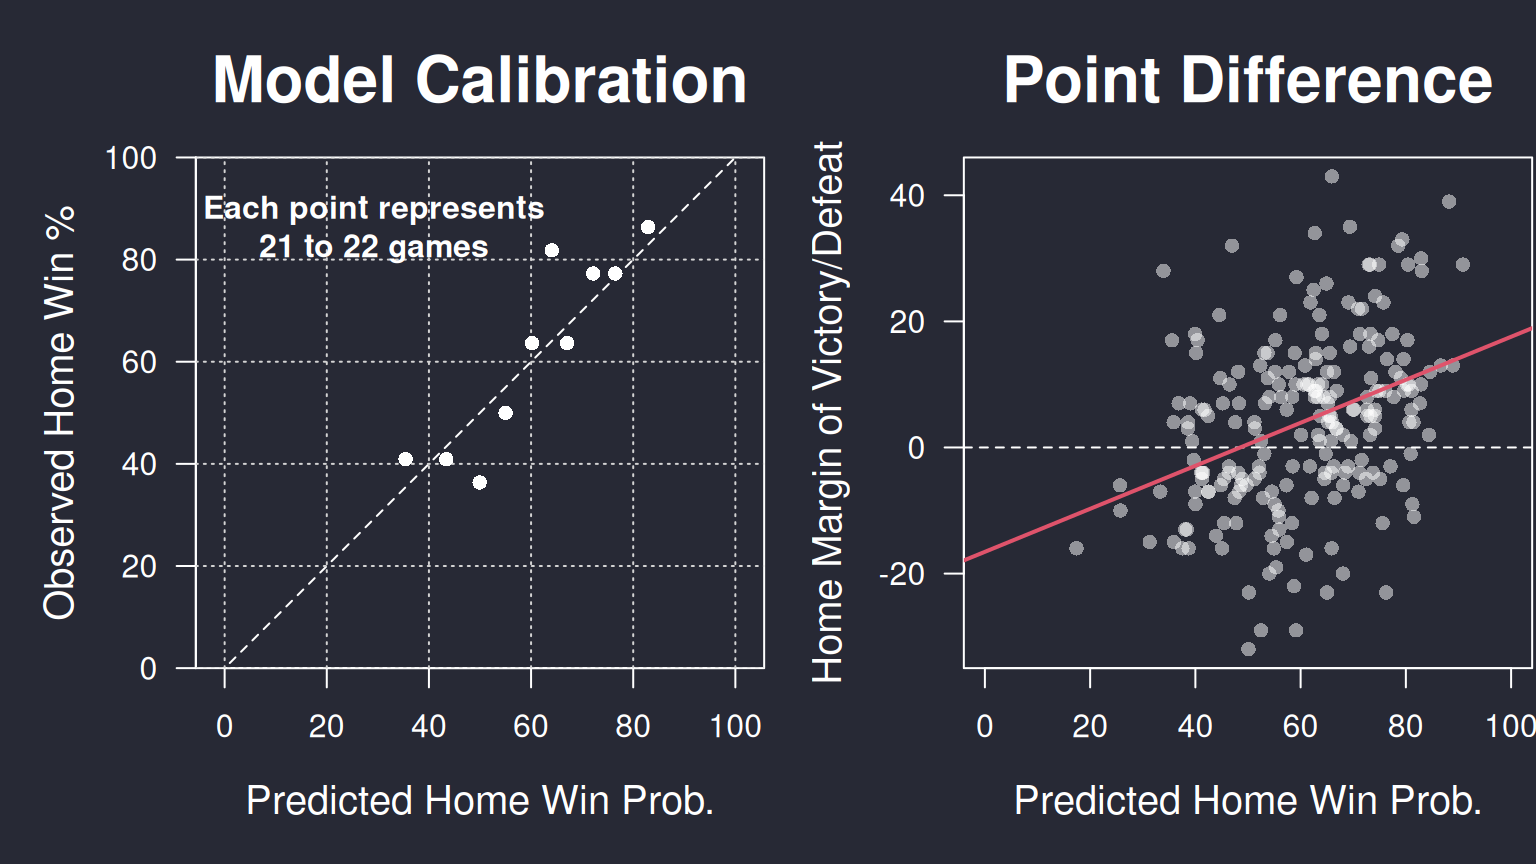 Model Calibration
Observed Home Win %
100
80
60
40
20
0
Each point represents
21 to 22 games
0 20 40 60 80 100
Predicted Home Win Prob.
Point Difference
Home Margin of Victory/Defeat
40
20
0
-20
0 20 40 60 80 100
Predicted Home Win Prob.